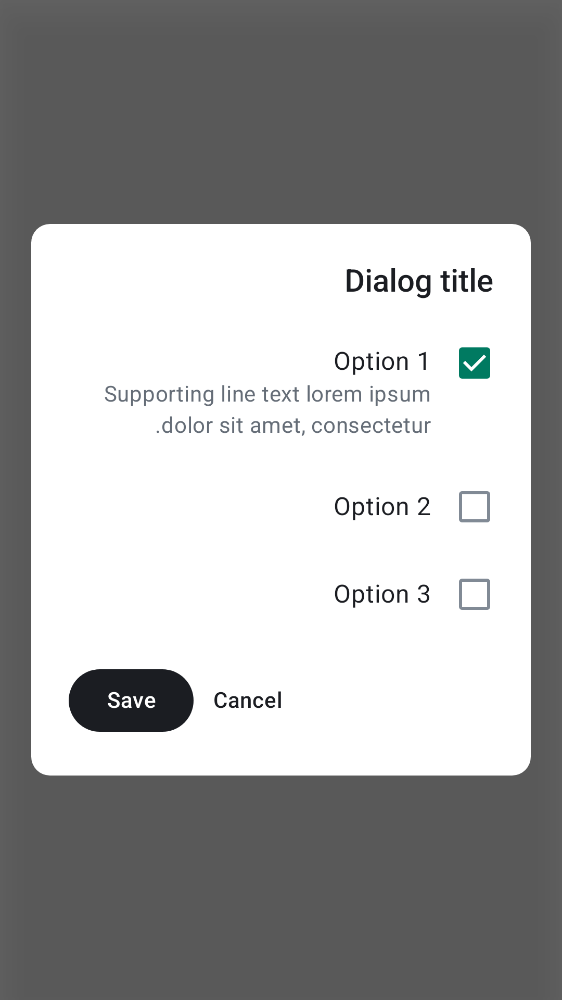 Dialog title
Option 1
Supporting line text lorem ipsum
.dolor sit amet, consectetur
Option 2
Option 3
Save
Cancel